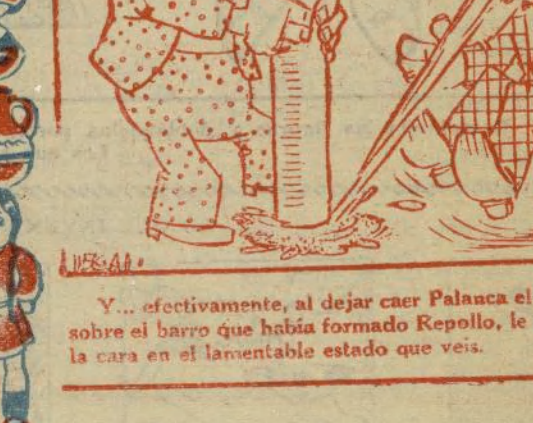 Y... efectivamente, al dejar caer Palanca el
sobre el barro que había formado Repollo, le
la cara en el lamentable estado que veis.